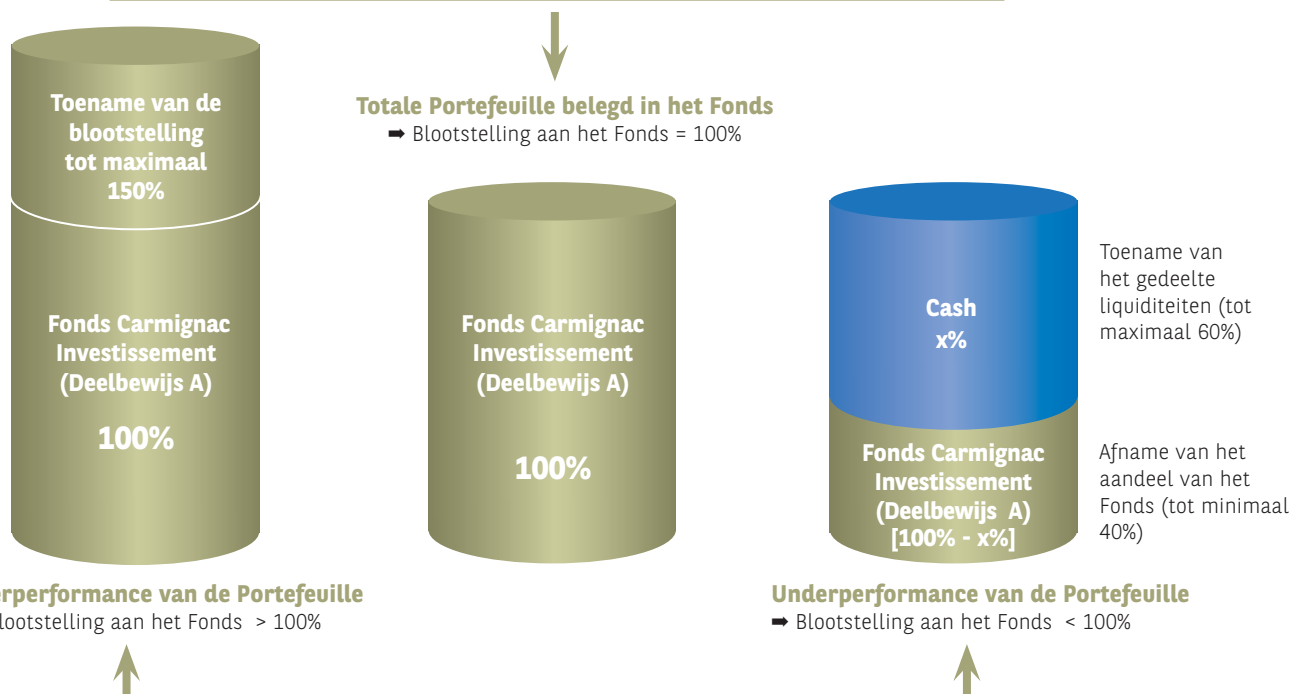 Toename van de
blootstelling
tot maximaal
150%
Fonds Carmignac
Investissement
(Deelbewijs A)
100%
erperformance van de Portefeuille
lootstelling aan het Fonds > 100%
Totale Portefeuille belegd in het Fonds
➡ Blootstelling aan het Fonds = 100%
Fonds Carmignac
Investissement
(Deelbewijs A)
100%
Cash
x%
Toename van
het gedeelte
liquiditeiten (tot
maximaal 60%)
Fonds Carmignac
Investissement
(Deelbewijs A)
[100% - x%]
Afname van het
aandeel van het
Fonds (tot minimaal
40%)
Underperformance van de Portefeuille
➡ Blootstelling aan het Fonds < 100%